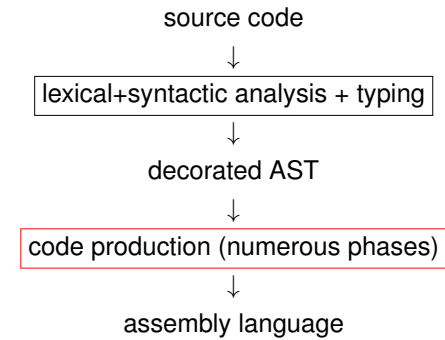 source code
↓
lexical+syntactic analysis + typing
↓
decorated AST
↓
code production (numerous phases)
↓
assembly language